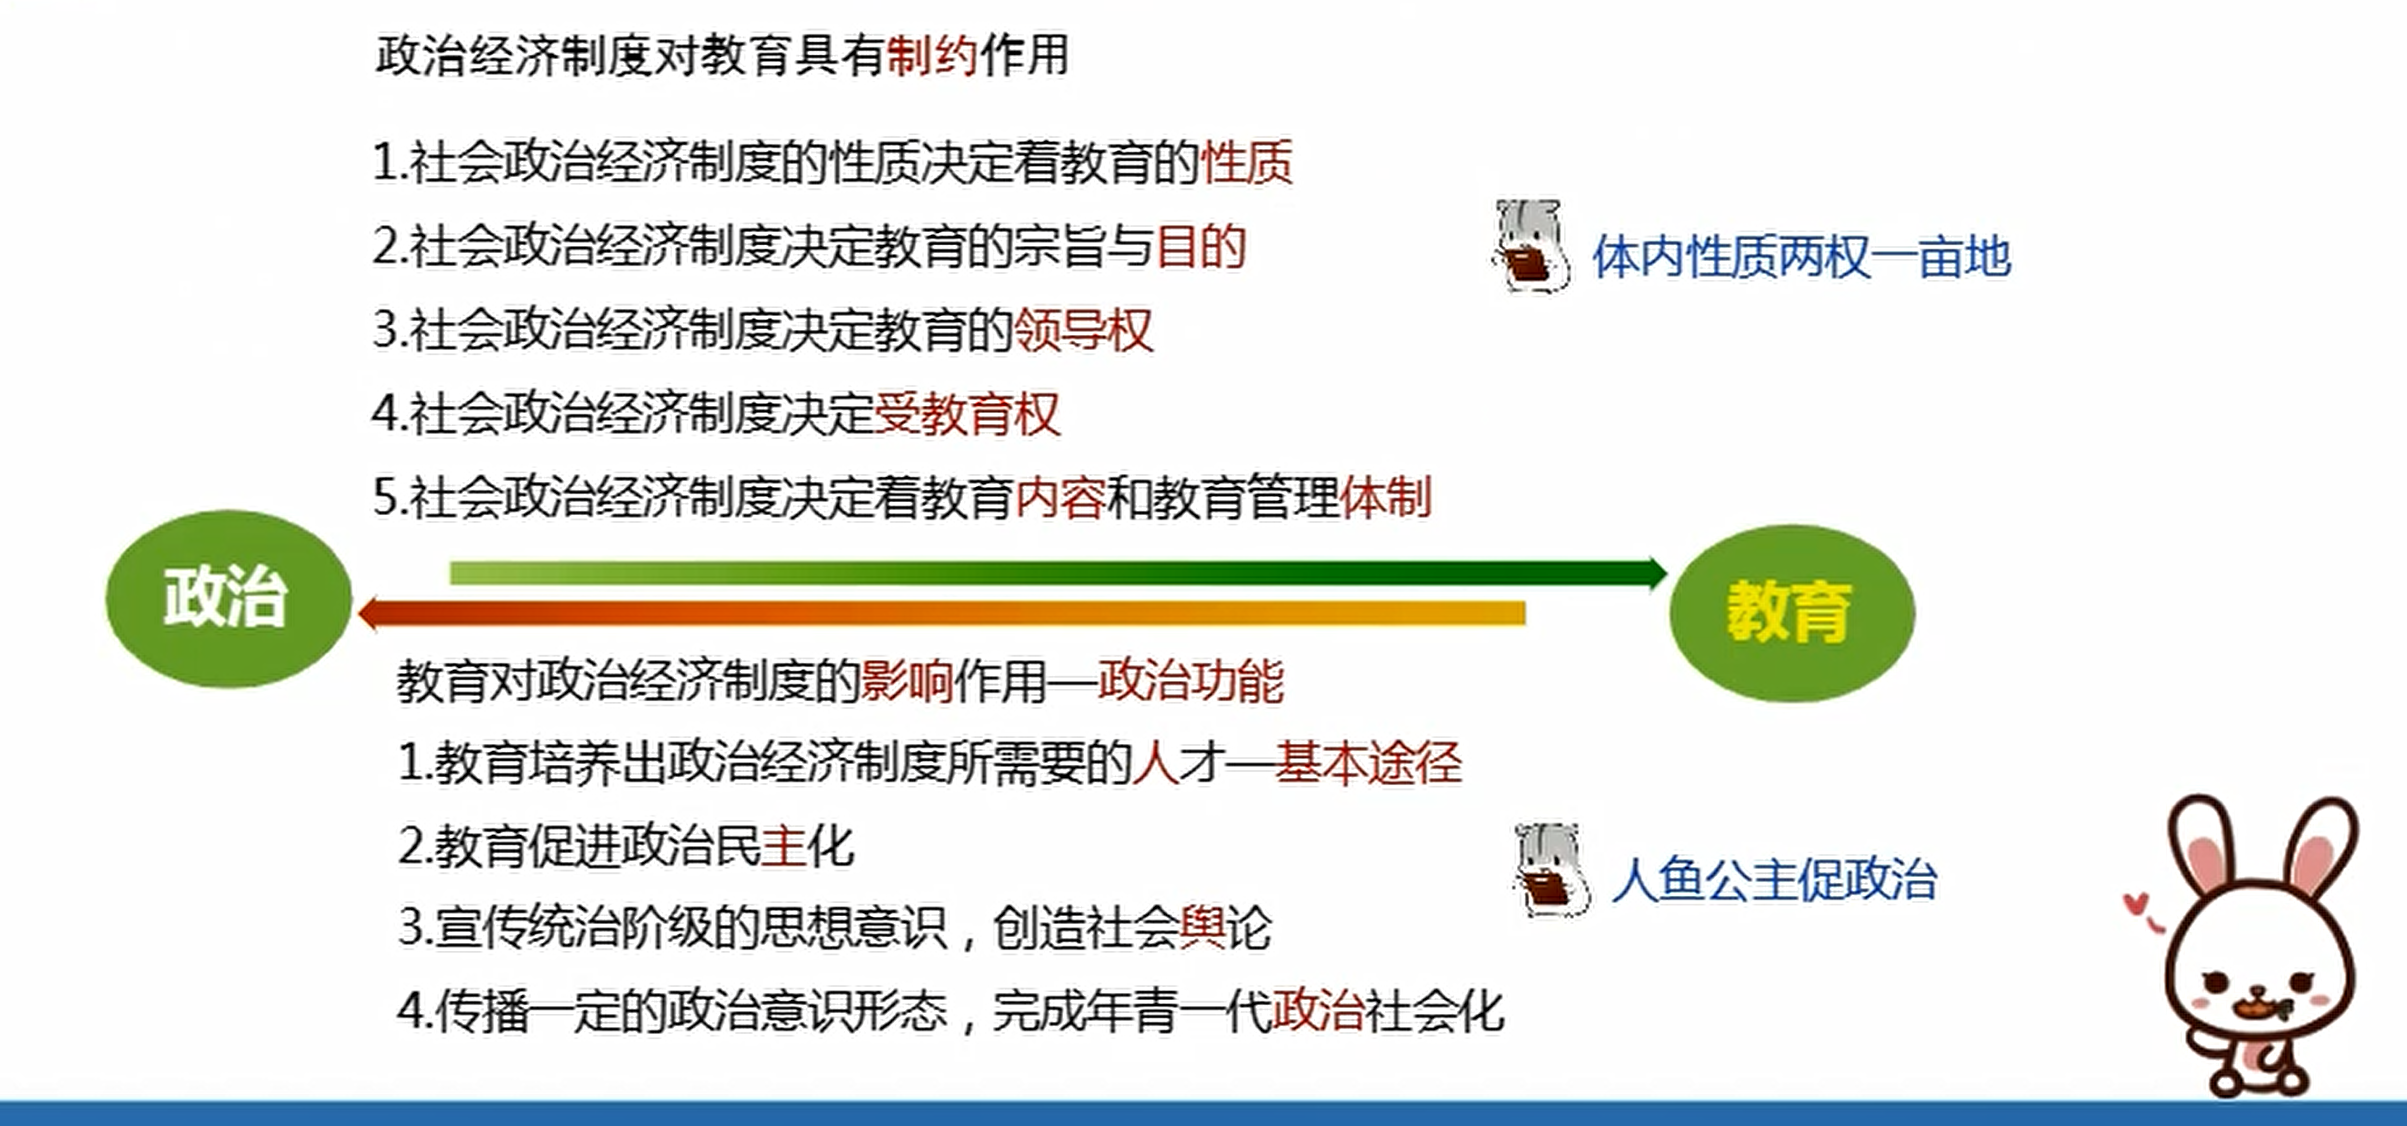 政治经济制度对教育具有制约作用
1.社会政治经济制度的性质决定着教育的性质
2.社会政治经济制度决定教育的宗旨与目的
体内性质两权一亩地
3.社会政治经济制度决定教育的领导权
4.社会政治经济制度决定受教育权
5.社会政治经济制度决定着教育内容和教育管理体制
政治
教育
教育对政治经济制度的影响作用—政治功能
1.教育培养出政治经济制度所需要的人才—基本途径
2.教育促进政治民主化
人鱼公主促政治
3.宣传统治阶级的思想意识，创造社会舆论
4.传播一定的政治意识形态，完成年青一代政治社会化